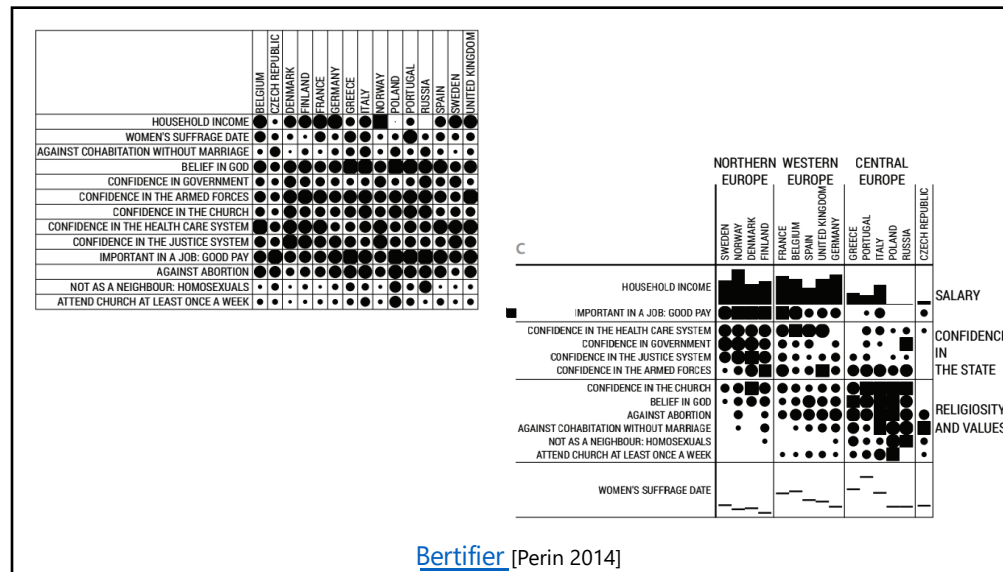 BELGIUM
CZECH REPUBLIC
DENMARK
FINLAND
FRANCE
GERMANY
GREECE
ITALY
NORWAY
POLAND
PORTUGAL
RUSSIA
SPAIN
SWEDEN
UNITED KINGDOM
HOUSEHOLD INCOME
WOMEN'S SUFFRAGE DATE
AGAINST COHABITATION WITHOUT MARRIAGE
BELIEF IN GOD
CONFIDENCE IN GOVERNMENT
CONFIDENCE IN THE ARMED FORCES
CONFIDENCE IN THE CHURCH
CONFIDENCE IN THE HEALTH CARE SYSTEM
CONFIDENCE IN THE JUSTICE SYSTEM
IMPORTANT IN A JOB: GOOD PAY
AGAINST ABORTION
NOT AS A NEIGHBOUR: HOMOSEXUALS
ATTEND CHURCH AT LEAST ONCE A WEEK
C
NORTHERN
EUROPE
WESTERN
EUROPE
CENTRAL
EUROPE
SWEDEN
NORWAY
DENMARK
FINLAND
FRANCE
BELGIUM
SPAIN
UNITED KINGDOM
GERMANY
GREECE
PORTUGAL
ITALY
POLAND
RUSSIA
CZECH REPUBLIC
HOUSEHOLD INCOME
IMPORTANT IN A JOB: GOOD PAY
SALARY
CONFIDENCE IN THE HEALTH CARE SYSTEM
CONFIDENCE IN GOVERNMENT
CONFIDENCE IN THE JUSTICE SYSTEM
CONFIDENCE IN THE ARMED FORCES
CONFIDENCE
IN
THE STATE
CONFIDENCE IN THE CHURCH
BELIEF IN GOD
AGAINST ABORTION
AGAINST COHABITATION WITHOUT MARRIAGE
NOT AS A NEIGHBOUR: HOMOSEXUALS
ATTEND CHURCH AT LEAST ONCE A WEEK
RELIGIOSITY
AND VALUES
WOMEN'S SUFFRAGE DATE
Bertifier [Perin 2014]